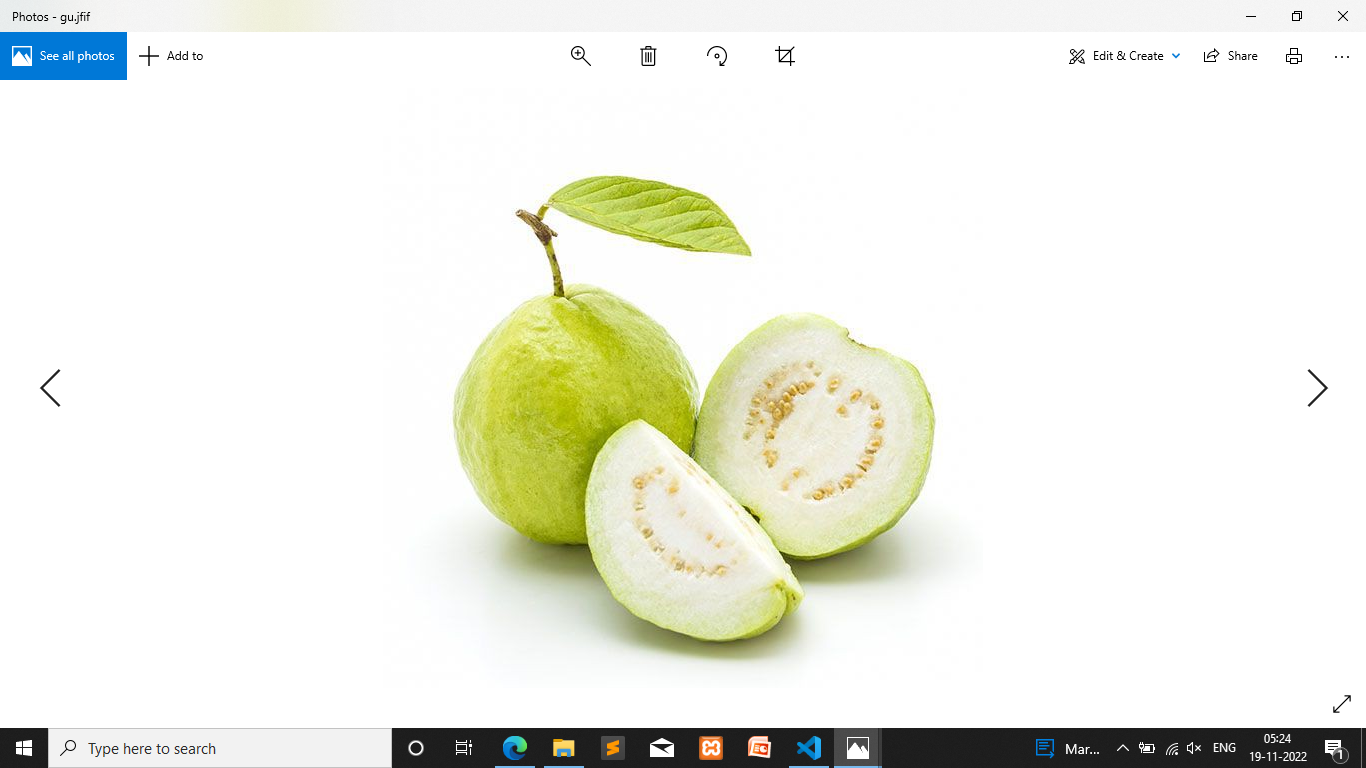 Photos - gu.jfif
See all photos
Add to
Edit & Create
Share
Type here to search
Mar...
ENG
05:24
19-11-2022
1